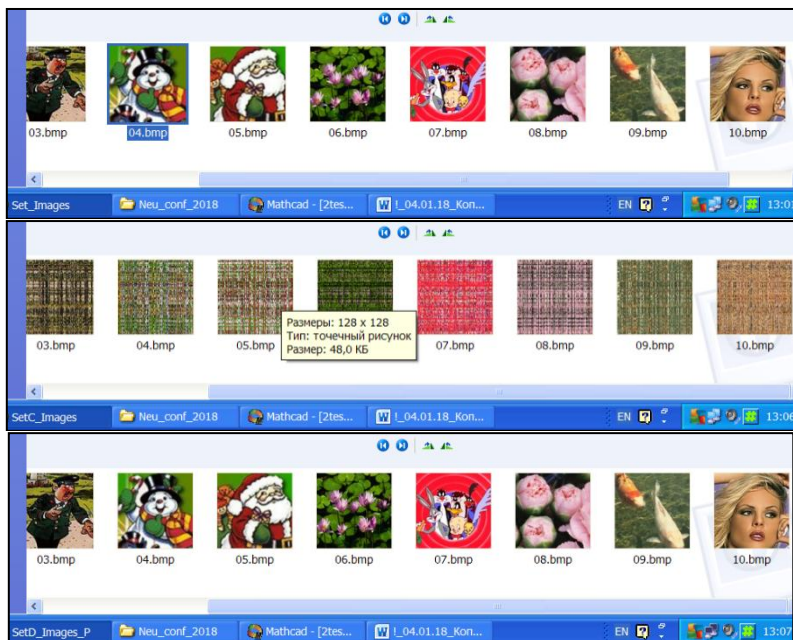 03.bmp 04.bmp 05.bmp 06.bmp 07.bmp 08.bmp 09.bmp 10.bmp
Set_Images Neu_conf_2018 Mathcad - [2tes... !_04.01.18_Kon... EN 13:01
03.bmp 04.bmp 05.bmp 07.bmp 08.bmp 09.bmp 10.bmp
Размеры: 128 x 128
Тип: точечный рисунок
Размер: 48,0 КБ
SetC_Images Neu_conf_2018 Mathcad - [2tes... !_04.01.18_Kon... EN 13:06
03.bmp 04.bmp 05.bmp 06.bmp 07.bmp 08.bmp 09.bmp 10.bmp
SetD_Images_P Neu_conf_2018 Mathcad - [2tes... !_04.01.18_Kon... EN 13:07